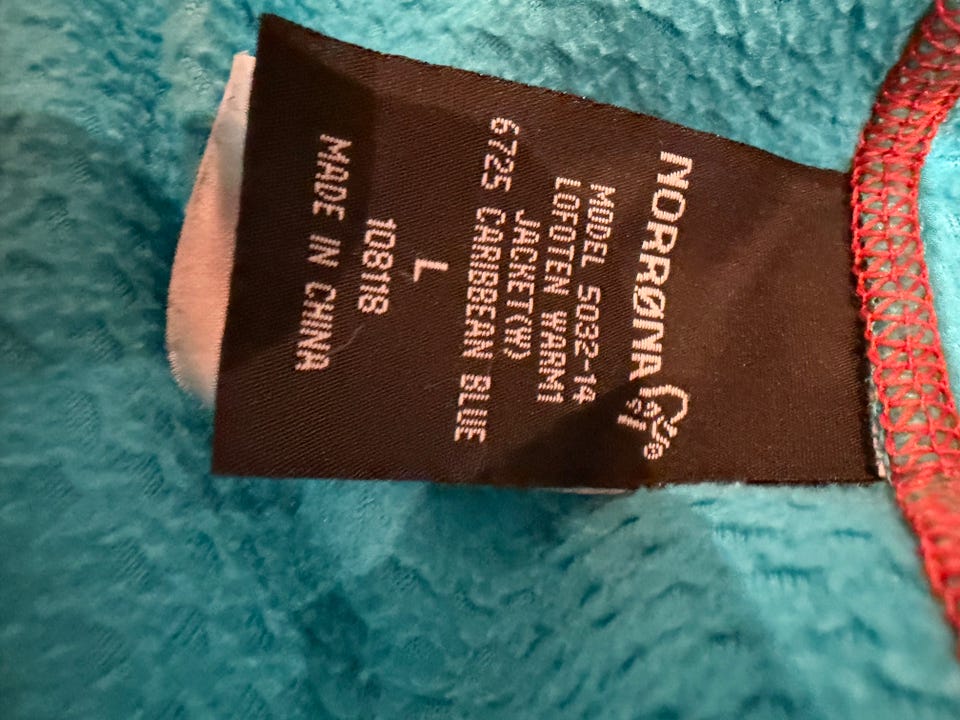 NORRØNA
MODEL 5032-14
LOFOTEN WARM1
JACKET(W)
6725 CARIBBEAN BLUE
L
108118
MADE IN CHINA